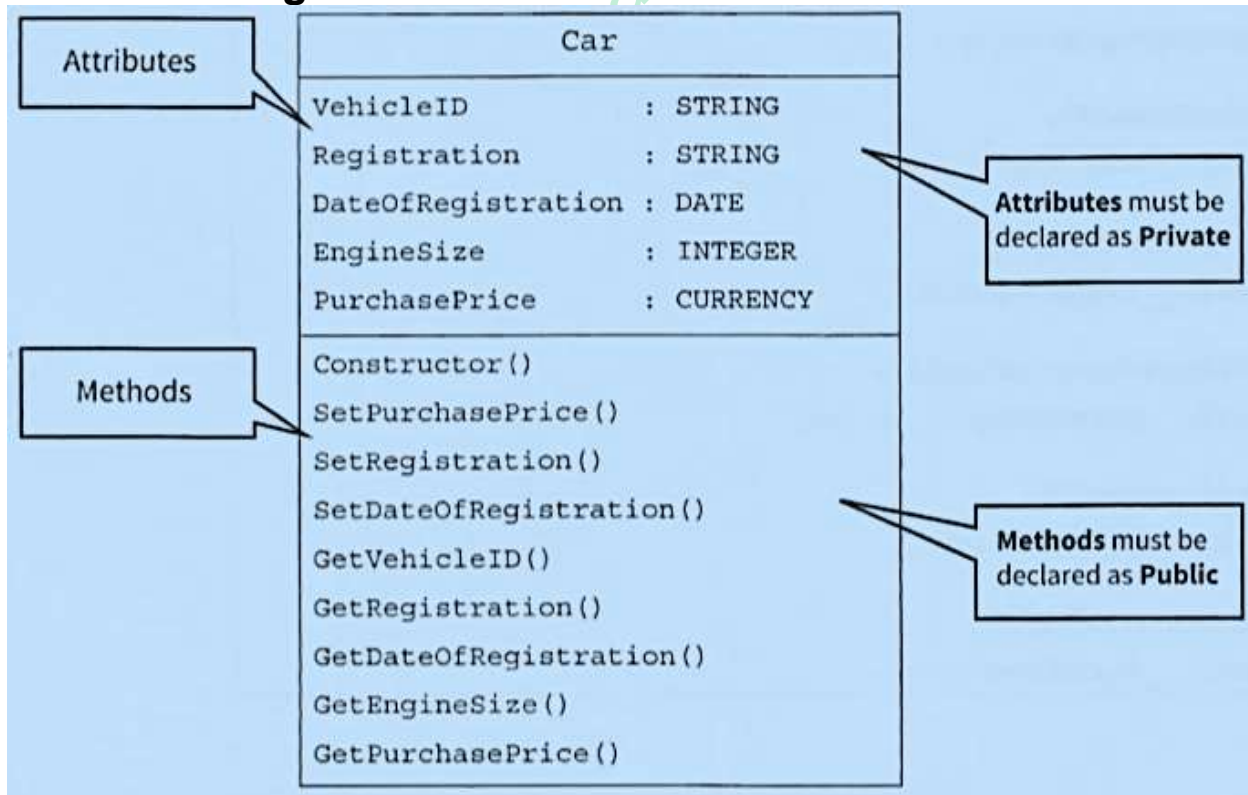 Car
Attributes
VehicleID : STRING
Registration : STRING
DateOfRegistration : DATE
EngineSize : INTEGER
PurchasePrice : CURRENCY
Attributes must be
declared as Private
Methods
Constructor()
SetPurchasePrice()
SetRegistration()
SetDateOfRegistration()
GetVehicleID()
GetRegistration()
GetDateOfRegistration()
GetEngineSize()
GetPurchasePrice()
Methods must be
declared as Public